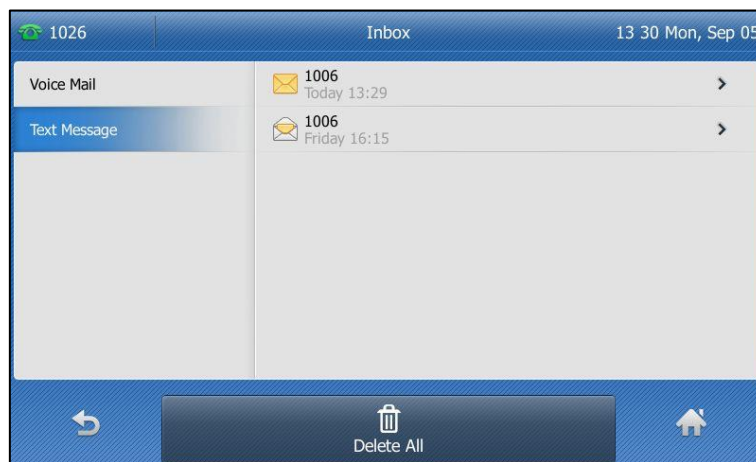 1026 Inbox 13 30 Mon, Sep 05
Voice Mail
Text Message
1006
Today 13:29
1006
Friday 16:15
Delete All